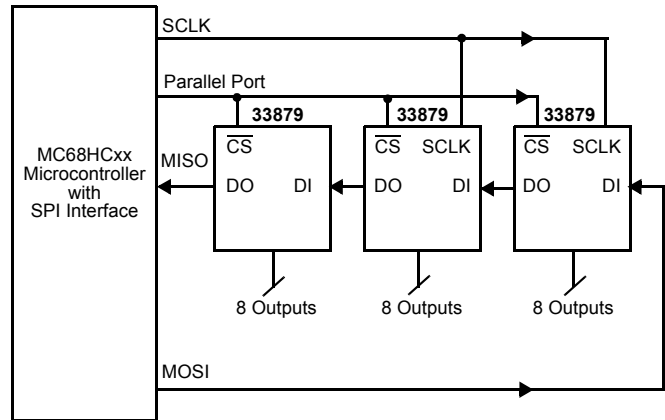 SCLK
Parallel Port
33879 33879 33879
MC68HCxx
Microcontroller
with
SPI Interface
MISO
CS CS SCLK CS SCLK
DO DI DO DI DO DI
8 Outputs 8 Outputs 8 Outputs
MOSI